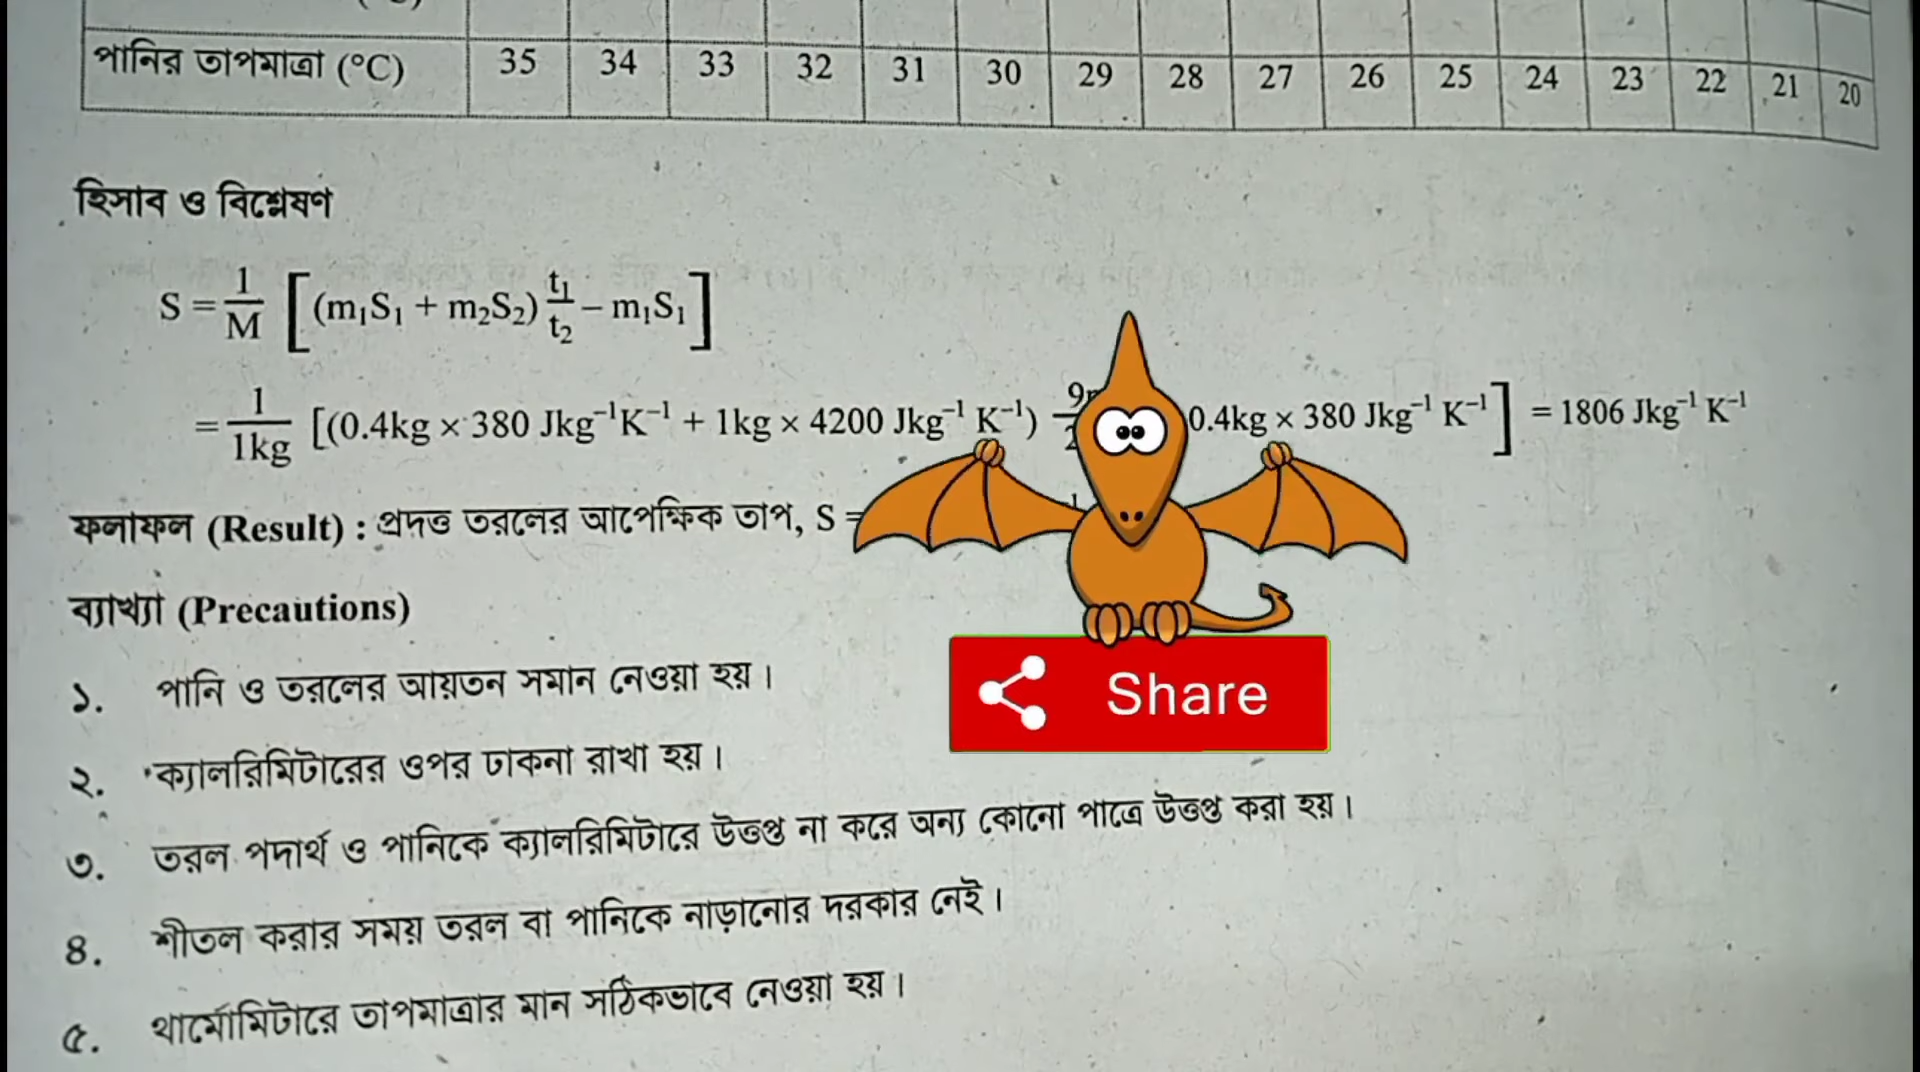 পানির তাপমাত্রা (°C) 35 34 33 32 31 30 29 28 27 26 25 24 23 22 21 20
হিসাব ও বিশ্লেষণ
S = 1/M [(m₁S₁ + m₂S₂) t₁/t₂ – m₁S₁]
= 1/1kg [(0.4kg × 380 Jkg⁻¹K⁻¹ + 1kg × 4200 Jkg⁻¹ K⁻¹) 0.4kg × 380 Jkg⁻¹ K⁻¹] = 1806 Jkg⁻¹ K⁻¹
ফলাফল (Result) : প্রদত্ত তরলের আপেক্ষিক তাপ, S =
ব্যাখ্যা (Precautions)
১. পানি ও তরলের আয়তন সমান নেওয়া হয়।
Share
২. ক্যালরিমিটারের ওপর ঢাকনা রাখা হয়।
৩. তরল পদার্থ ও পানিকে ক্যালরিমিটারে উত্তপ্ত না করে অন্য কোনো পাত্রে উত্তপ্ত করা হয়।
৪. শীতল করার সময় তরল বা পানিকে নাড়ানোর দরকার নেই।
৫. থার্মোমিটারে তাপমাত্রার মান সঠিকভাবে নেওয়া হয়।